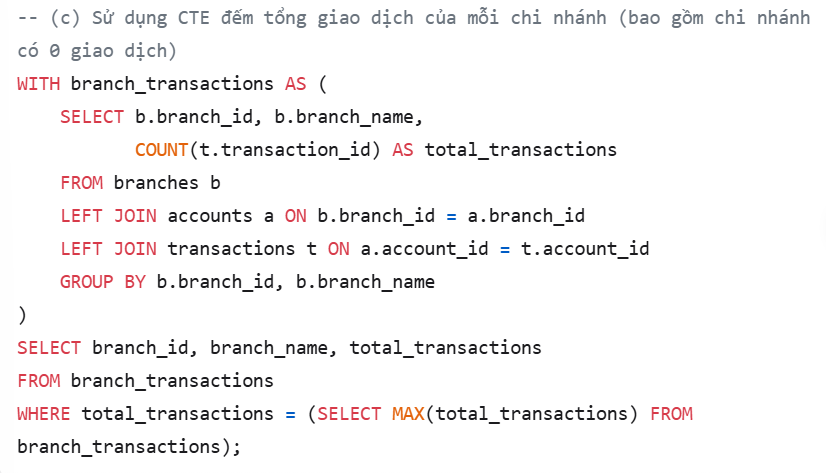 -- (c) Sử dụng CTE đếm tổng giao dịch của mỗi chi nhánh (bao gồm chi nhánh
có 0 giao dịch)
WITH branch_transactions AS (
    SELECT b.branch_id, b.branch_name,
           COUNT(t.transaction_id) AS total_transactions
    FROM branches b
    LEFT JOIN accounts a ON b.branch_id = a.branch_id
    LEFT JOIN transactions t ON a.account_id = t.account_id
    GROUP BY b.branch_id, b.branch_name
)
SELECT branch_id, branch_name, total_transactions
FROM branch_transactions
WHERE total_transactions = (SELECT MAX(total_transactions) FROM
branch_transactions);